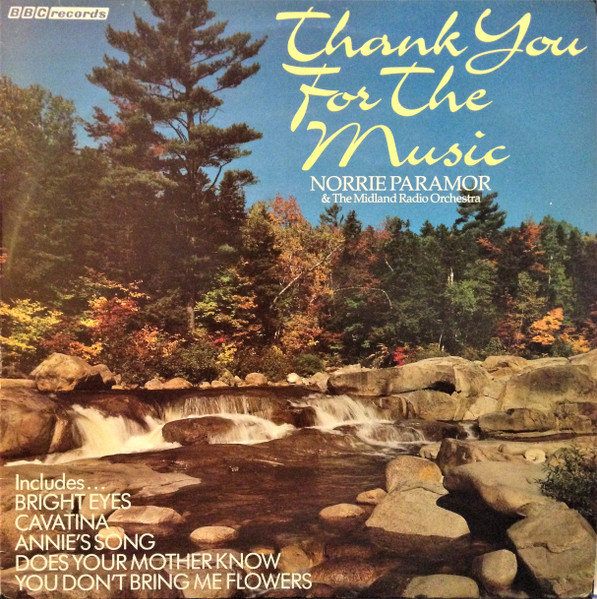 BBC records
Thank You
For The
Music
NORRIE PARAMOR
& The Midland Radio Orchestra
Includes...
BRIGHT EYES
CAVATINA
ANNIE'S SONG
DOES YOUR MOTHER KNOW
YOU DON'T BRING ME FLOWERS